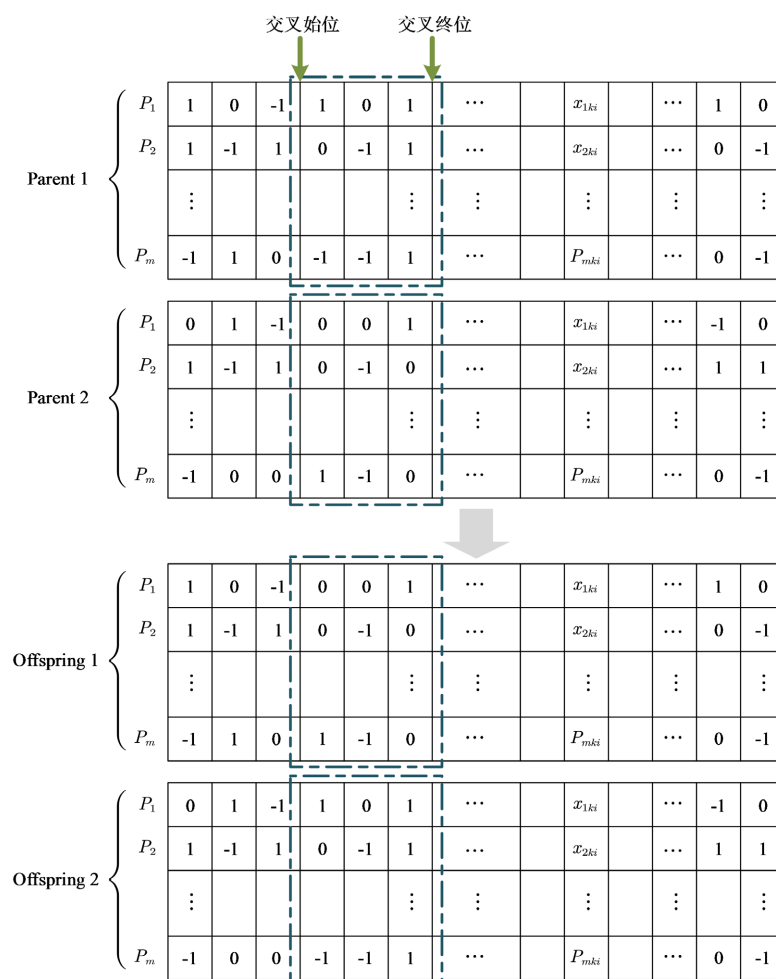 交叉始位 交叉终位
P1 1 0 -1 1 0 1 ⋯ x1ki ⋯ 1 0
P2 1 -1 1 0 -1 1 ⋯ x2ki ⋯ 0 -1
Parent 1 ⋮ ⋮ ⋮ ⋮ ⋮ ⋮
Pm -1 1 0 -1 -1 1 ⋯ Pmki ⋯ 0 -1
P1 0 1 -1 0 0 1 ⋯ x1ki ⋯ -1 0
P2 1 -1 1 0 -1 0 ⋯ x2ki ⋯ 1 1
Parent 2 ⋮ ⋮ ⋮ ⋮ ⋮ ⋮
Pm -1 0 0 1 -1 0 ⋯ Pmki ⋯ 0 -1
P1 1 0 -1 0 0 1 ⋯ x1ki ⋯ 1 0
P2 1 -1 1 0 -1 0 ⋯ x2ki ⋯ 0 -1
Offspring 1 ⋮ ⋮ ⋮ ⋮ ⋮ ⋮
Pm -1 1 0 1 -1 0 ⋯ Pmki ⋯ 0 -1
P1 0 1 -1 1 0 1 ⋯ x1ki ⋯ -1 0
P2 1 -1 1 0 -1 1 ⋯ x2ki ⋯ 1 1
Offspring 2 ⋮ ⋮ ⋮ ⋮ ⋮ ⋮
Pm -1 0 0 -1 -1 1 ⋯ Pmki ⋯ 0 -1